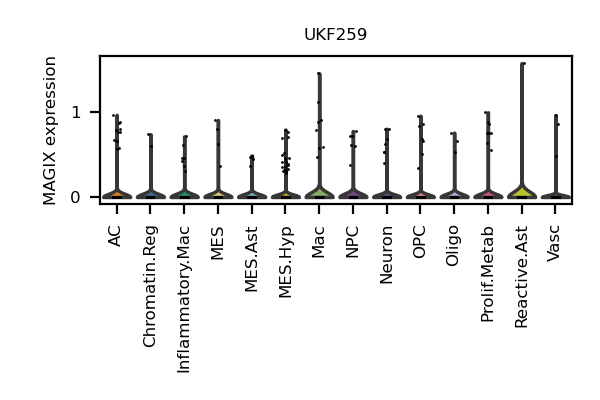 UKF259
MAGIX expression
1
0
AC
Chromatin.Reg
Inflammatory.Mac
MES
MES.Ast
MES.Hyp
Mac
NPC
Neuron
OPC
Oligo
Prolif.Metab
Reactive.Ast
Vasc